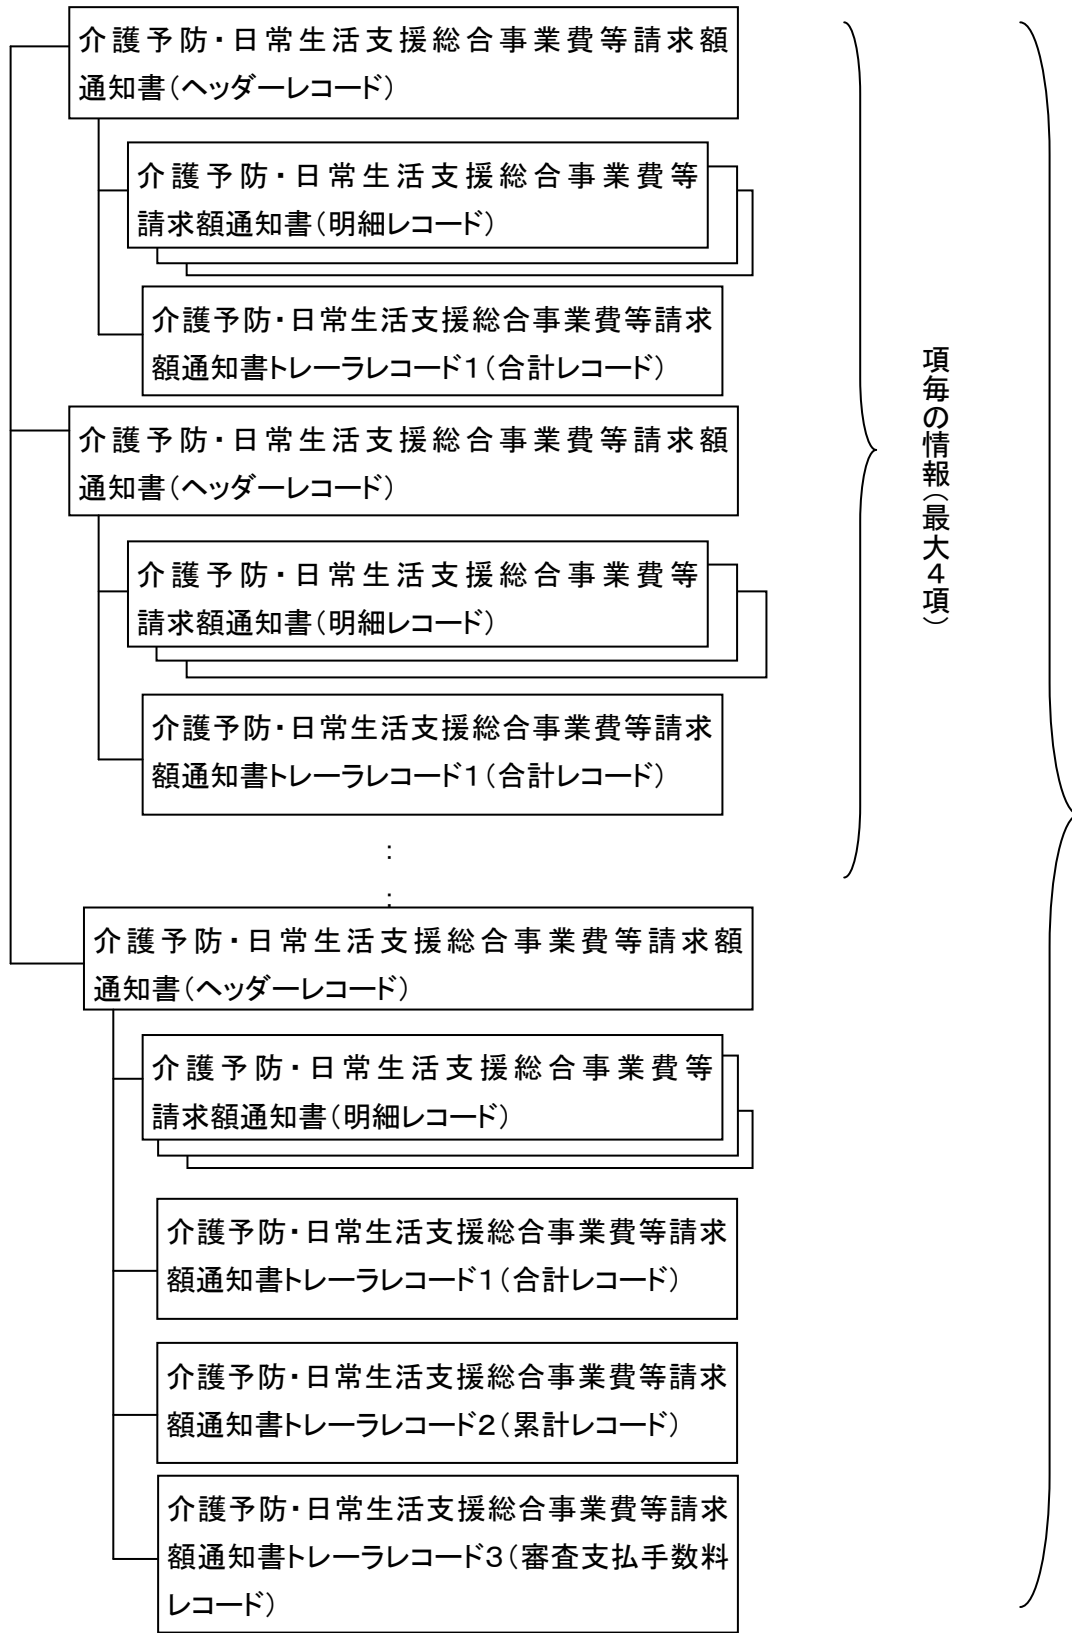 介護予防・日常生活支援総合事業費等請求額
通知書（ヘッダーレコード）
介護予防・日常生活支援総合事業費等
請求額通知書（明細レコード）
介護予防・日常生活支援総合事業費等請求
額通知書トレーラレコード１（合計レコード）
介護予防・日常生活支援総合事業費等請求額
通知書（ヘッダーレコード）
介護予防・日常生活支援総合事業費等
請求額通知書（明細レコード）
介護予防・日常生活支援総合事業費等請求
額通知書トレーラレコード１（合計レコード）
：
：
項毎の情報（最大４項）
介護予防・日常生活支援総合事業費等請求額
通知書（ヘッダーレコード）
介護予防・日常生活支援総合事業費等
請求額通知書（明細レコード）
介護予防・日常生活支援総合事業費等請求
額通知書トレーラレコード１（合計レコード）
介護予防・日常生活支援総合事業費等請求
額通知書トレーラレコード２（累計レコード）
介護予防・日常生活支援総合事業費等請求
額通知書トレーラレコード３（審査支払手数料
レコード）